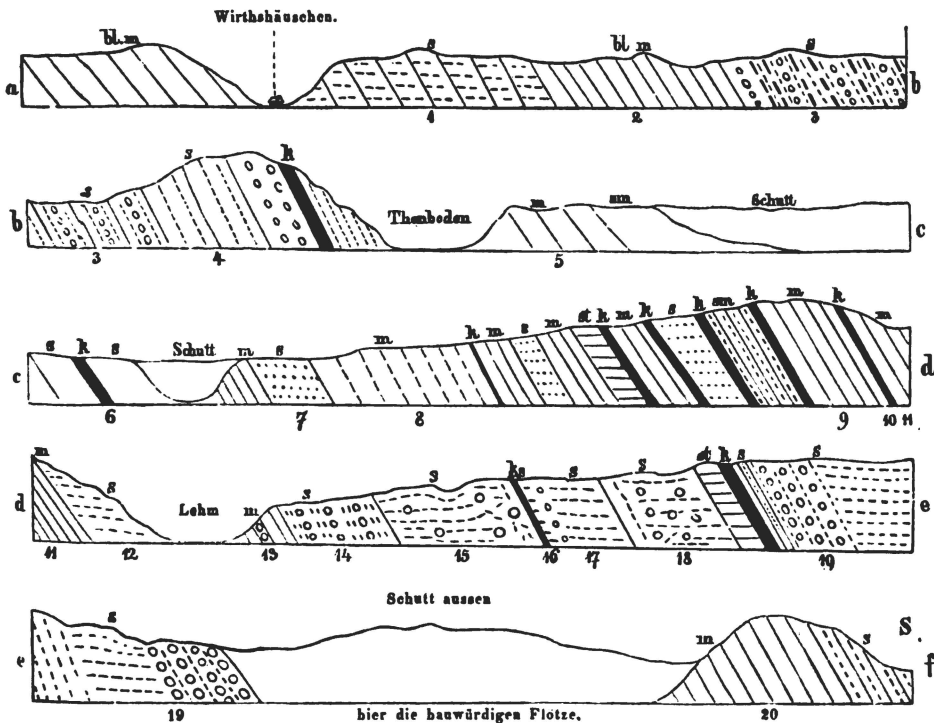 Wirthshäuschen.
bl. m s bl m s
a b
1 2 3
s s k Thonboden m sm Schutt
b c
3 4 5
s k s Schutt m s m k m s m st k m k s k sm k m k m
c d
6 7 8 9 10 11
m s Lehm m s s k s s s st k s s
d e
11 12 13 14 15 16 17 18 19
Schutt aussen
s m s S.
e f
19 hier die bauwürdigen Flötze. 20